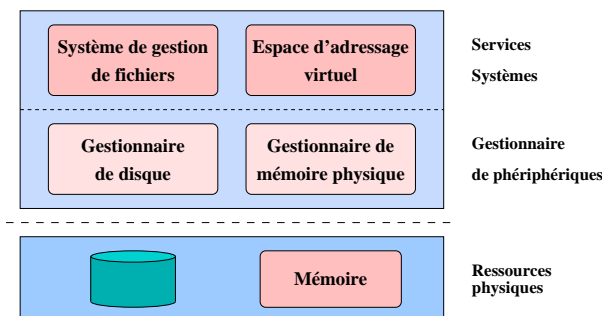 Système de gestion
de fichiers
Espace d'adressage
virtuel
Services
Systèmes
Gestionnaire
de disque
Gestionnaire de
mémoire physique
Gestionnaire
de phériphériques
Mémoire
Ressources
physiques